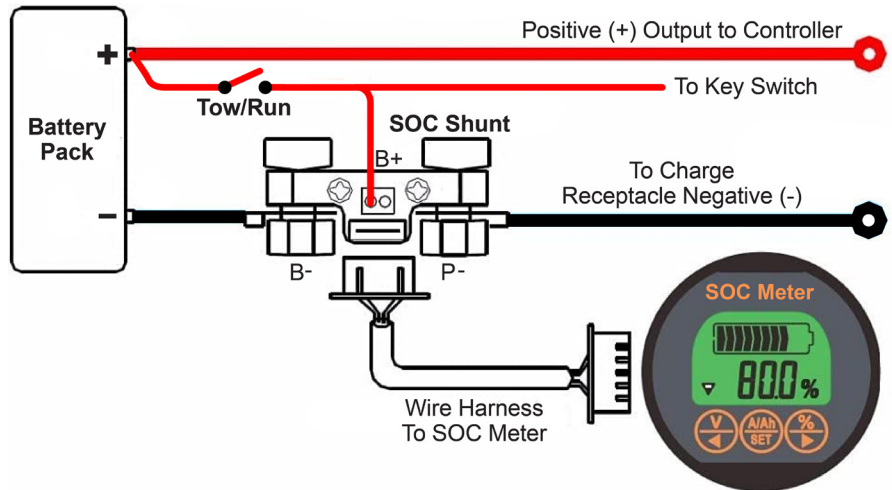 Positive (+) Output to Controller
+
To Key Switch
Tow/Run
Battery
Pack
SOC Shunt
B+
To Charge
Receptacle Negative (-)
-
B-
P-
SOC Meter
80.0 %
V
A/Ah
SET
%
Wire Harness
To SOC Meter